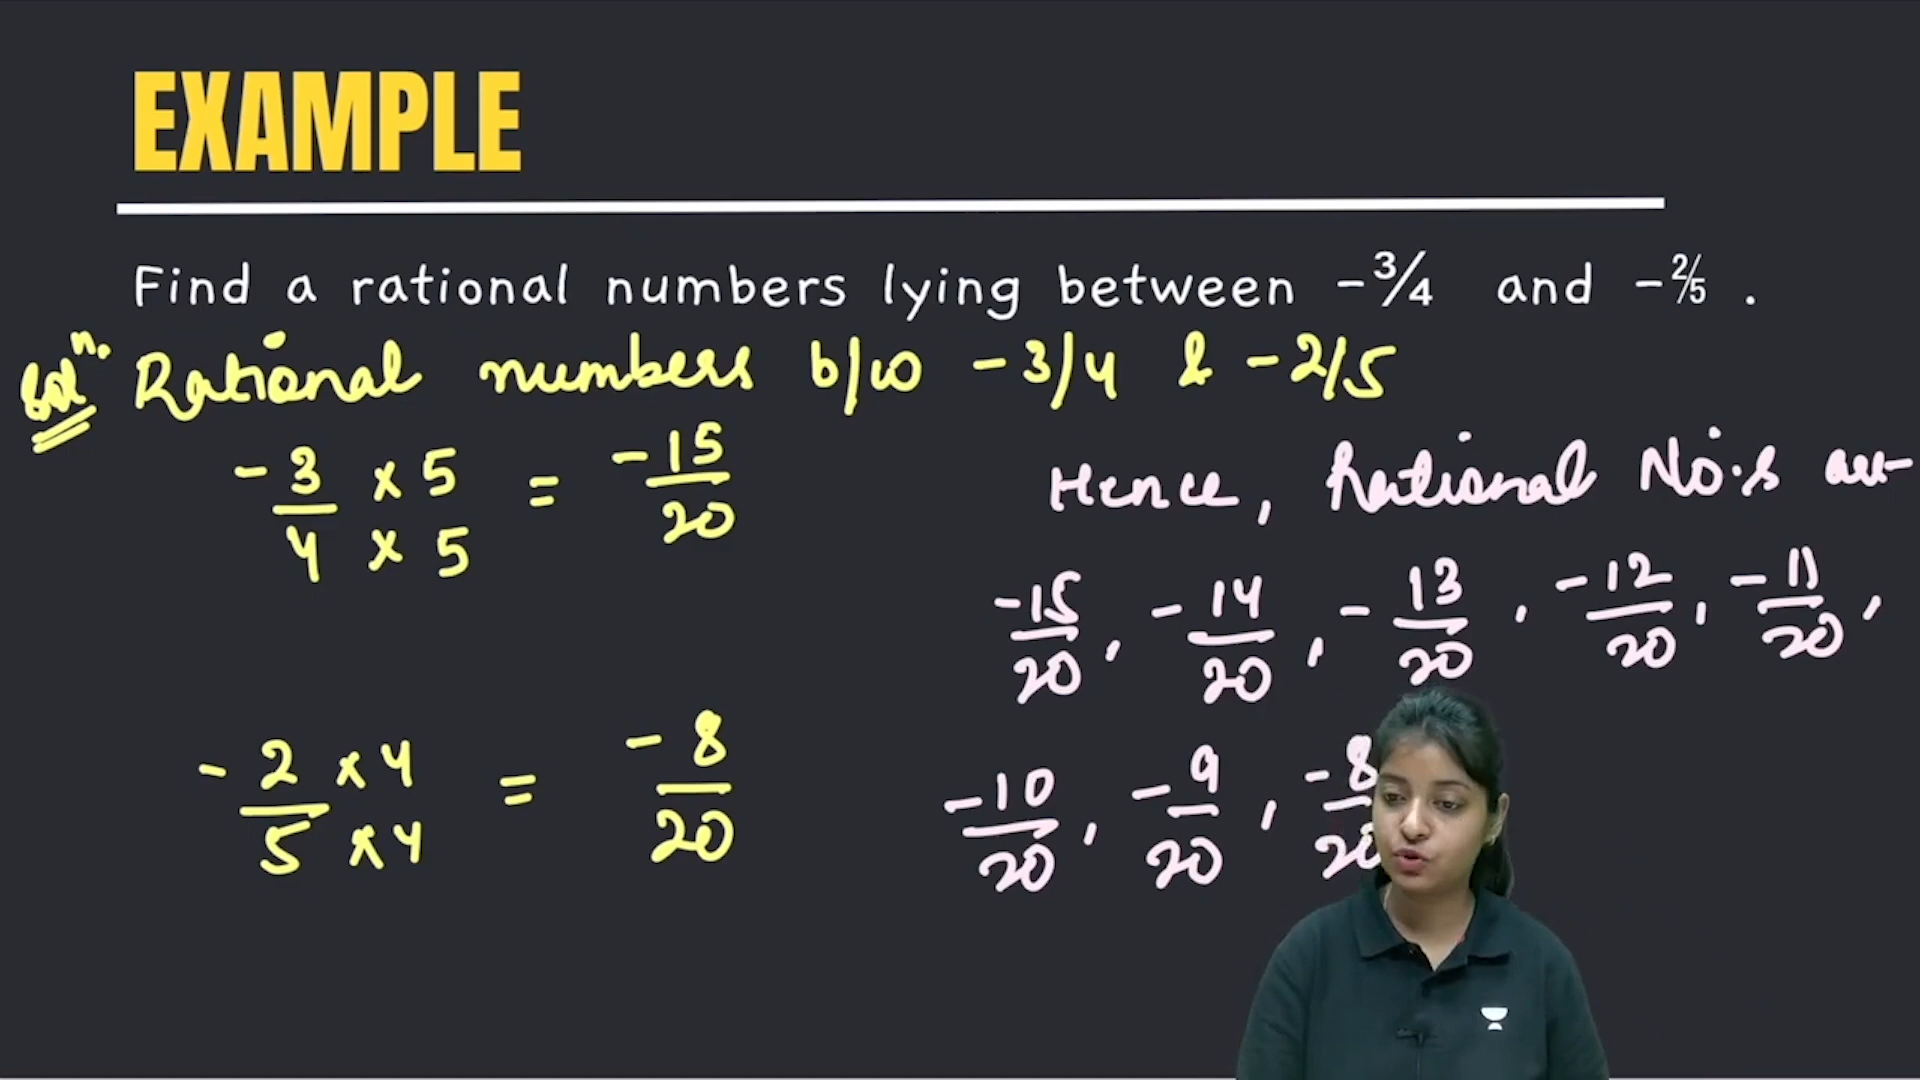 EXAMPLE
Find a rational numbers lying between -3/4 and -2/5 .
Solⁿ. Rational numbers b/w -3/4 & -2/5
-3/4 × 5/5 = -15/20
Hence, Rational No.s are
-15/20, -14/20, -13/20, -12/20, -11/20,
-2/5 ×4/×4 = -8/20
-10/20, -9/20, -8/20